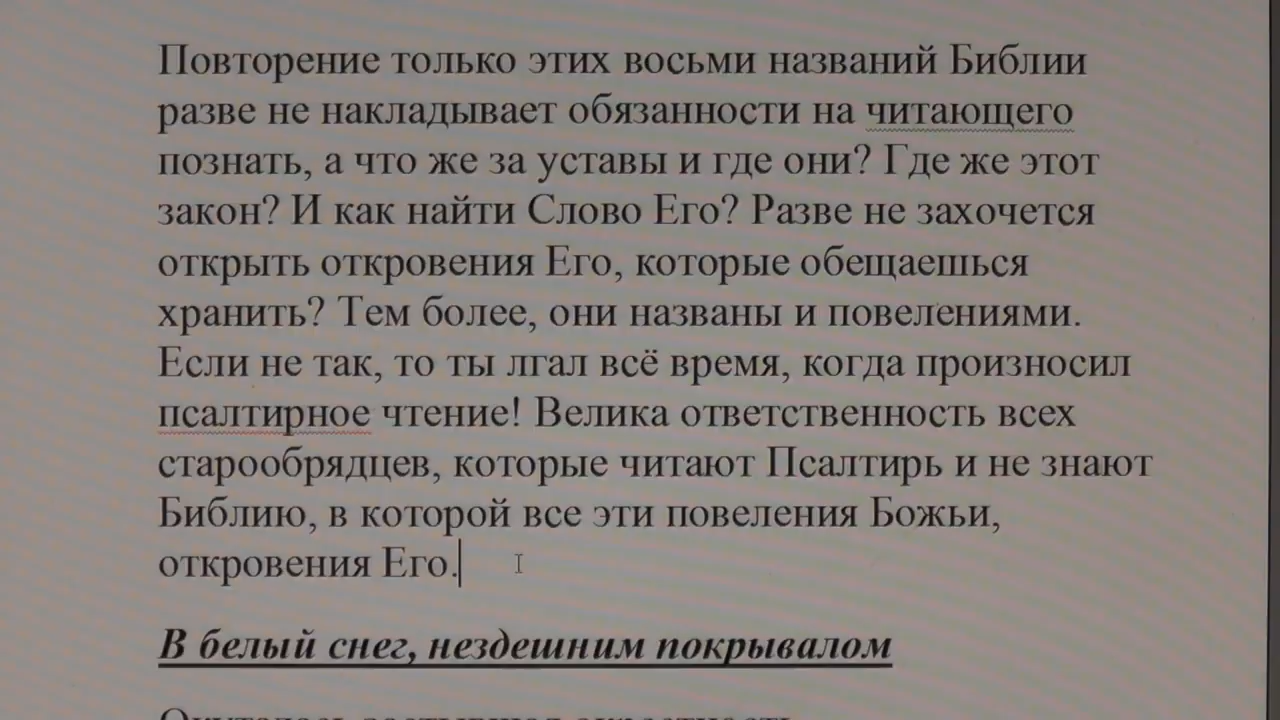 Повторение только этих восьми названий Библии
разве не накладывает обязанности на читающего
познать, а что же за уставы и где они? Где же этот
закон? И как найти Слово Его? Разве не захочется
открыть откровения Его, которые обещаешься
хранить? Тем более, они названы и повелениями.
Если не так, то ты лгал всё время, когда произносил
псалтирное чтение! Велика ответственность всех
старообрядцев, которые читают Псалтирь и не знают
Библию, в которой все эти повеления Божьи,
откровения Его.
В белый снег, нездешним покрывалом